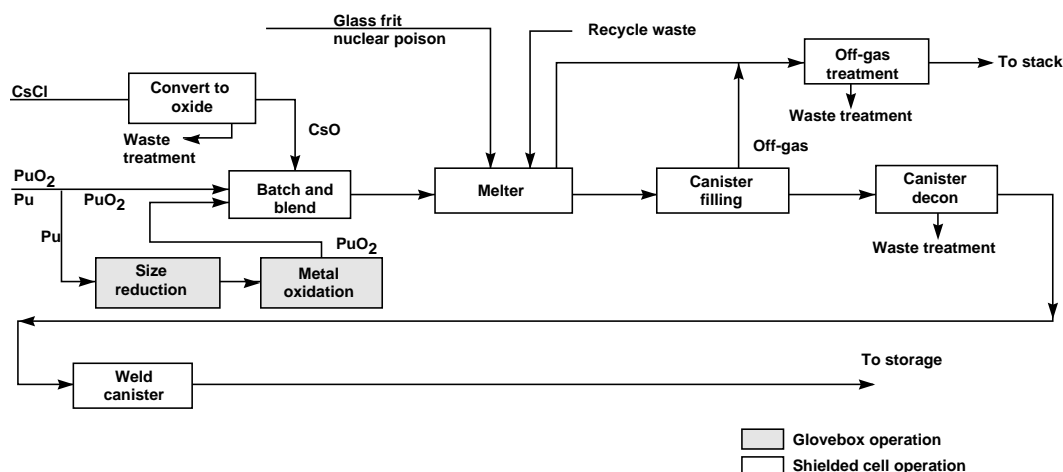 Glass frit
nuclear poison
Recycle waste
CsCl
Convert to
oxide
Off-gas
treatment
To stack
Waste
treatment
CsO
Waste treatment
Off-gas
PuO2
Pu
PuO2
Batch and
blend
Melter
Canister
filling
Canister
decon
Pu
PuO2
Waste treatment
Size
reduction
Metal
oxidation
Weld
canister
To storage
Glovebox operation
Shielded cell operation